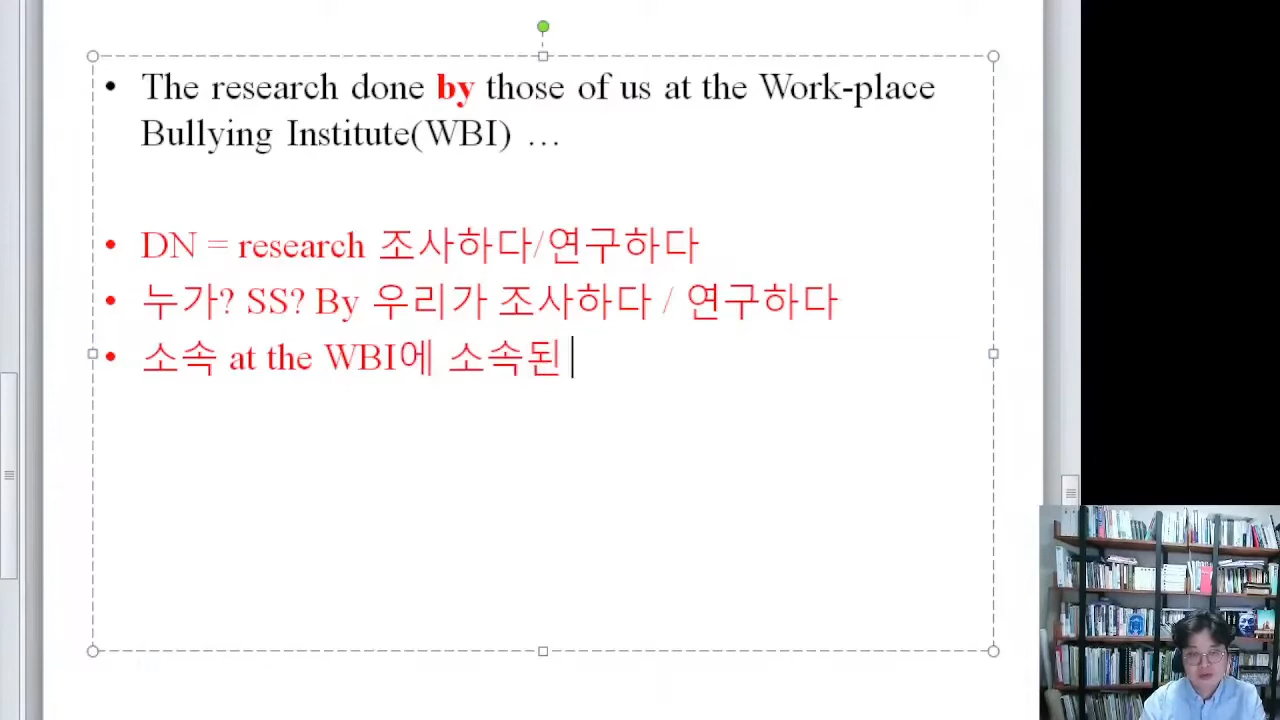 • The research done by those of us at the Work-place
Bullying Institute(WBI) …
• DN = research 조사하다/연구하다
• 누가? SS? By 우리가 조사하다 / 연구하다
• 소속 at the WBI에 소속된